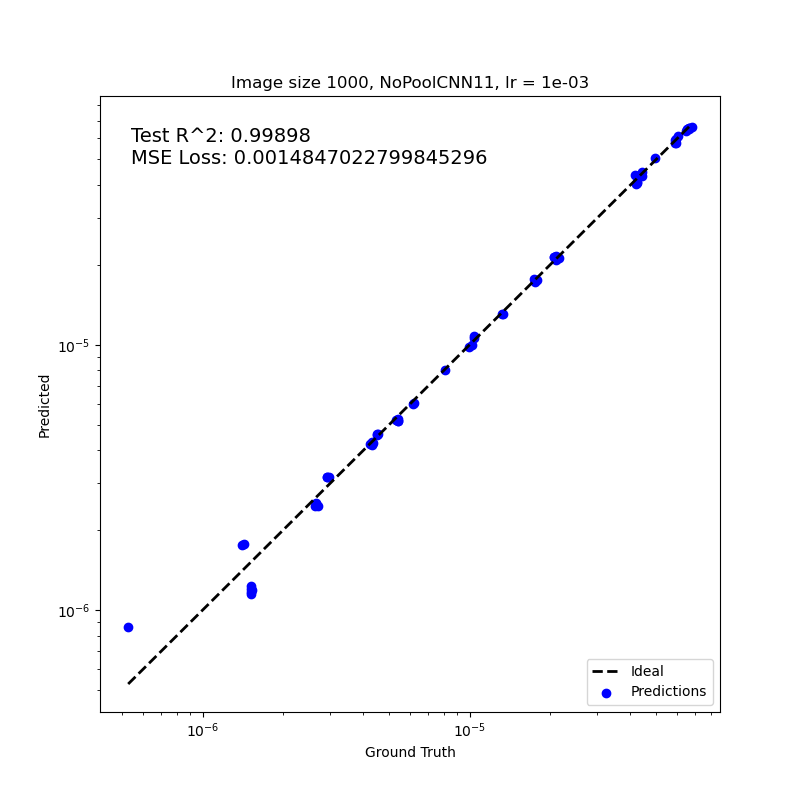 Image size 1000, NoPoolCNN11, lr = 1e-03
Test R^2: 0.99898
MSE Loss: 0.0014847022799845296
10⁻⁵
10⁻⁶
Predicted
Ideal
Predictions
10⁻⁶ 10⁻⁵
Ground Truth